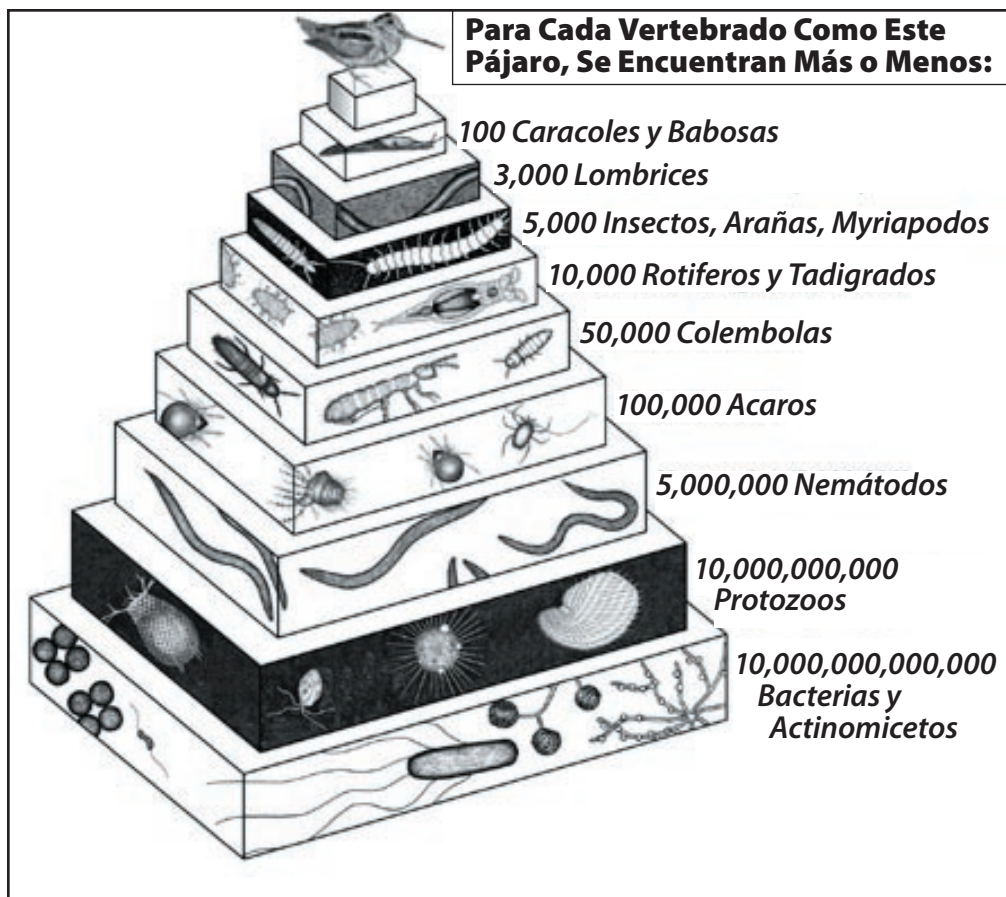 Para Cada Vertebrado Como Este
Pájaro, Se Encuentran Más o Menos:
100 Caracoles y Babosas
3,000 Lombrices
5,000 Insectos, Arañas, Myriapodos
10,000 Rotiferos y Tadigrados
50,000 Colembolas
100,000 Acaros
5,000,000 Nemátodos
10,000,000,000
Protozoos
10,000,000,000,000
Bacterias y
Actinomicetos